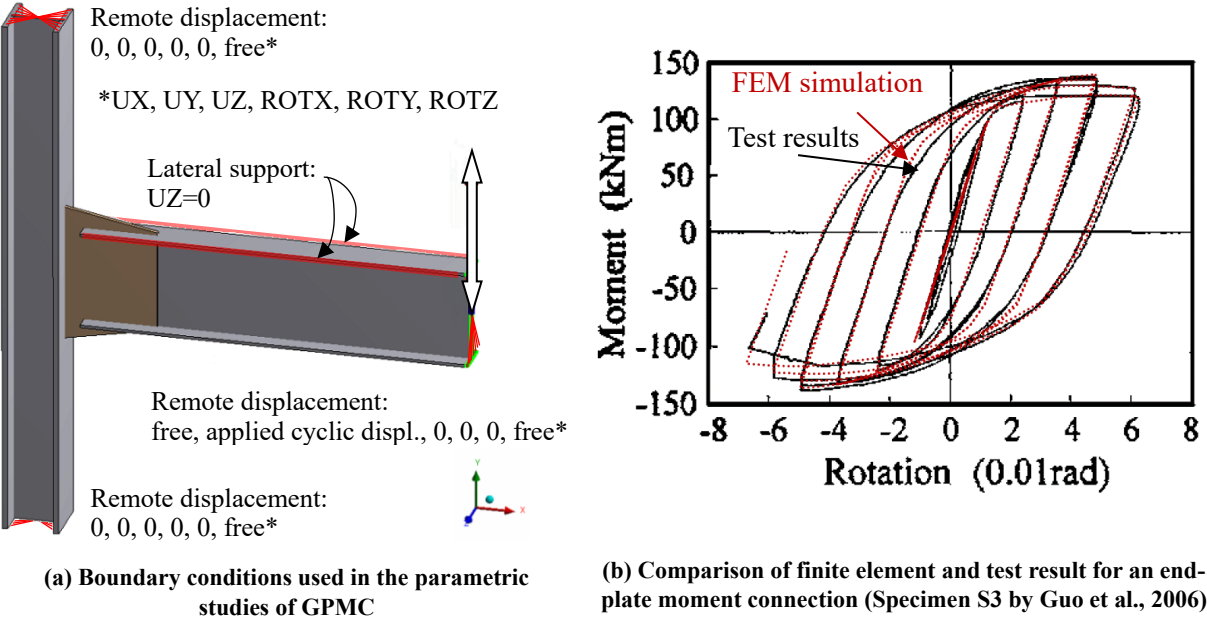 Remote displacement:
0, 0, 0, 0, 0, free*
*UX, UY, UZ, ROTX, ROTY, ROTZ
Lateral support:
UZ=0
Remote displacement:
free, applied cyclic displ., 0, 0, 0, free*
Remote displacement:
0, 0, 0, 0, 0, free*
Y
X
Z
(a) Boundary conditions used in the parametric
studies of GPMC
150
100
50
0
-50
-100
-150
Moment (kNm)
FEM simulation
Test results
-8 -6 -4 -2 0 2 4 6 8
Rotation (0.01rad)
(b) Comparison of finite element and test result for an end-
plate moment connection (Specimen S3 by Guo et al., 2006)